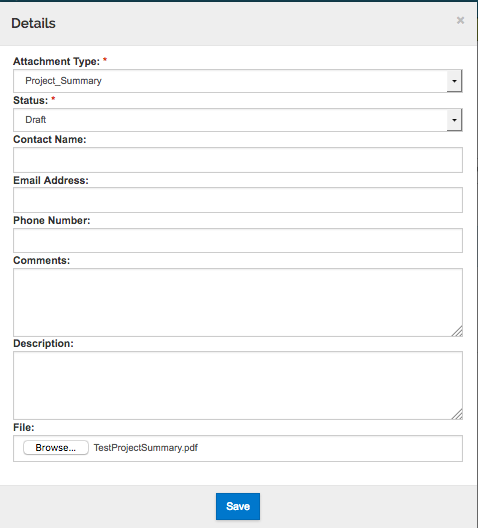 Details
×
Attachment Type: *
Project_Summary
Status: *
Draft
Contact Name:
Email Address:
Phone Number:
Comments:
Description:
File:
Browse... TestProjectSummary.pdf
Save